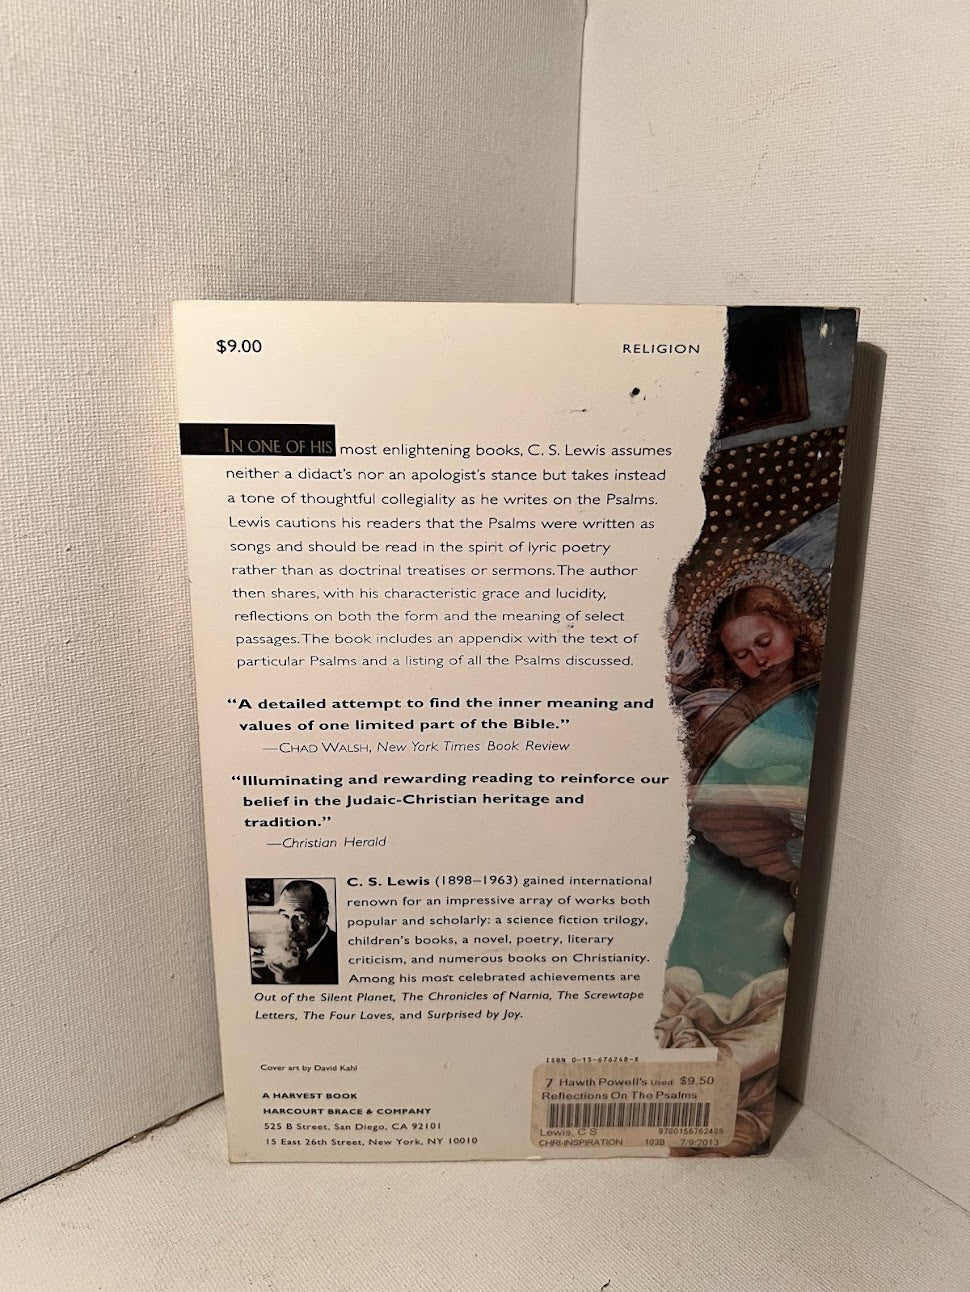 $9.00
RELIGION
IN ONE OF HIS most enlightening books, C. S. Lewis assumes
neither a didact's nor an apologist's stance but takes instead
a tone of thoughtful collegiality as he writes on the Psalms.
Lewis cautions his readers that the Psalms were written as
songs and should be read in the spirit of lyric poetry
rather than as doctrinal treatises or sermons. The author
then shares, with his characteristic grace and lucidity,
reflections on both the form and the meaning of select
passages. The book includes an appendix with the text of
particular Psalms and a listing of all the Psalms discussed.
“A detailed attempt to find the inner meaning and
values of one limited part of the Bible.”
—CHAD WALSH, New York Times Book Review
“Illuminating and rewarding reading to reinforce our
belief in the Judaic-Christian heritage and
tradition.”
—Christian Herald
C. S. Lewis (1898–1963) gained international
renown for an impressive array of works both
popular and scholarly: a science fiction trilogy,
children's books, a novel, poetry, literary
criticism, and numerous books on Christianity.
Among his most celebrated achievements are
Out of the Silent Planet, The Chronicles of Narnia, The Screwtape
Letters, The Four Loves, and Surprised by Joy.
Cover art by David Kahl
A HARVEST BOOK
HARCOURT BRACE & COMPANY
525 B Street, San Diego, CA 92101
15 East 26th Street, New York, NY 10010
ISBN 0-15-676248-X
7 Hawth Powell's Used $9.50
Reflections On The Psalms
Lewis, C S 9780156762489
CHRI-INSPIRATION 103B 7/9/2013